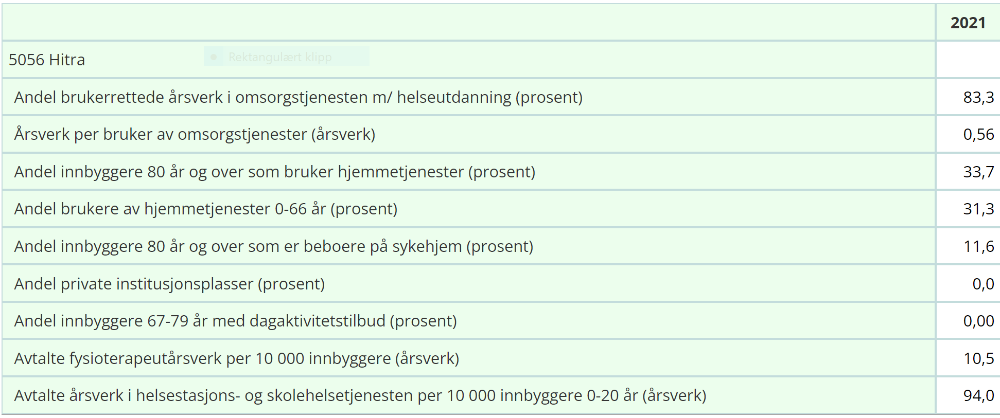 2021
5056 Hitra
Rektangulært klipp
Andel brukerrettede årsverk i omsorgstjenesten m/ helseutdanning (prosent) 83,3
Årsverk per bruker av omsorgstjenester (årsverk) 0,56
Andel innbyggere 80 år og over som bruker hjemmetjenester (prosent) 33,7
Andel brukere av hjemmetjenester 0-66 år (prosent) 31,3
Andel innbyggere 80 år og over som er beboere på sykehjem (prosent) 11,6
Andel private institusjonsplasser (prosent) 0,0
Andel innbyggere 67-79 år med dagaktivitetstilbud (prosent) 0,00
Avtalte fysioterapeutårsverk per 10 000 innbyggere (årsverk) 10,5
Avtalte årsverk i helsestasjons- og skolehelsetjenesten per 10 000 innbyggere 0-20 år (årsverk) 94,0